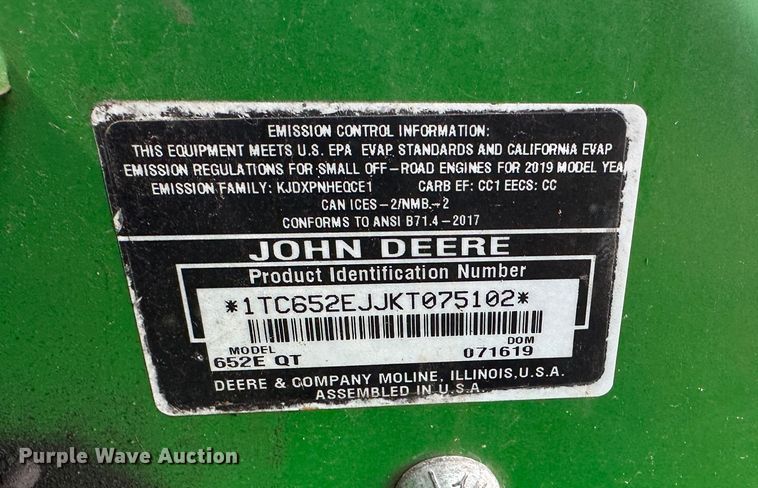 EMISSION CONTROL INFORMATION:
THIS EQUIPMENT MEETS U.S. EPA EVAP STANDARDS AND CALIFORNIA EVAP
EMISSION REGULATIONS FOR SMALL OFF-ROAD ENGINES FOR 2019 MODEL YEA
EMISSION FAMILY: KJDXPNHEQCE1 CARB EF: CC1 EECS: CC
CAN ICES-2/NMB.-2
CONFORMS TO ANSI B71.4-2017
JOHN DEERE
Product Identification Number
*1TC652EJJKT075102*
MODEL DOM
652E QT 071619
DEERE & COMPANY MOLINE, ILLINOIS, U.S.A.
ASSEMBLED IN U.S.A.
Purple Wave Auction